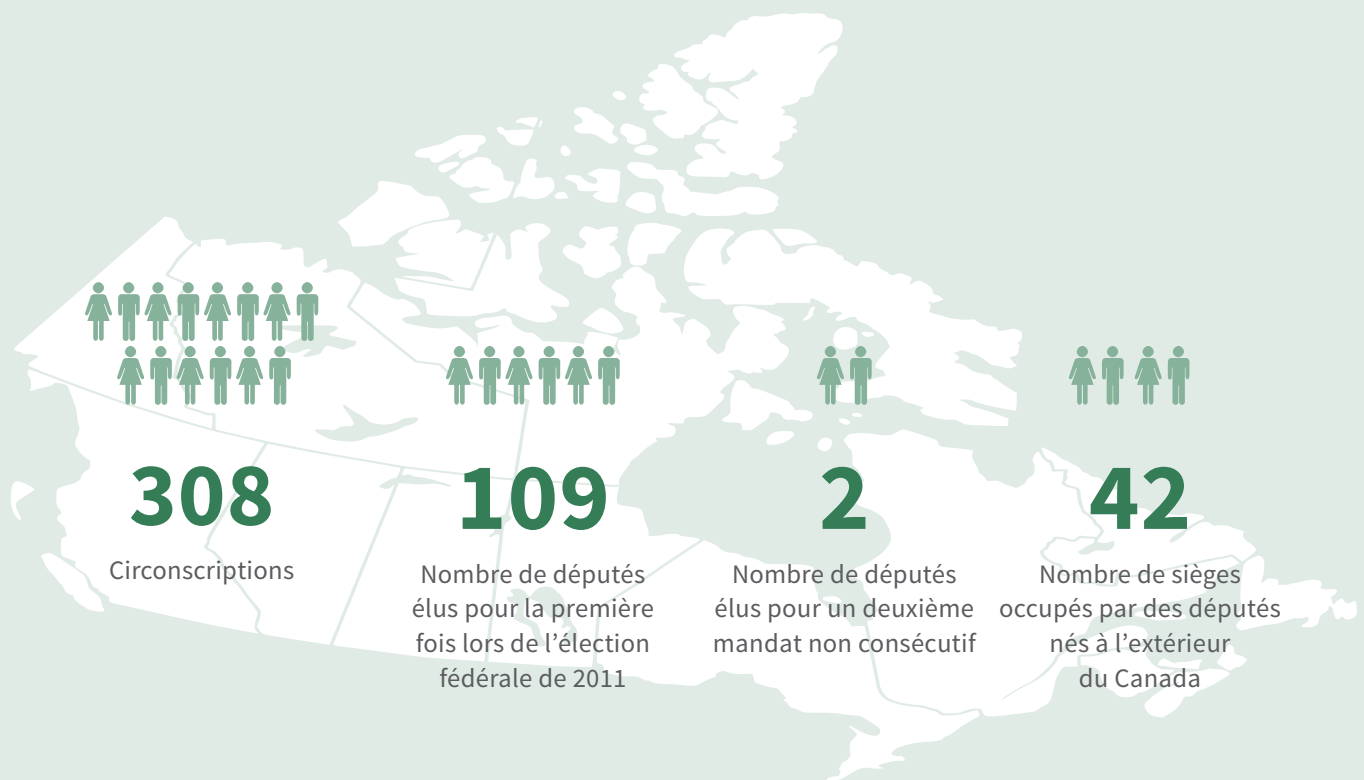 308
Circonscriptions
109
Nombre de députés
élus pour la première
fois lors de l’élection
fédérale de 2011
2
Nombre de députés
élus pour un deuxième
mandat non consécutif
42
Nombre de sièges
occupés par des députés
nés à l’extérieur
du Canada